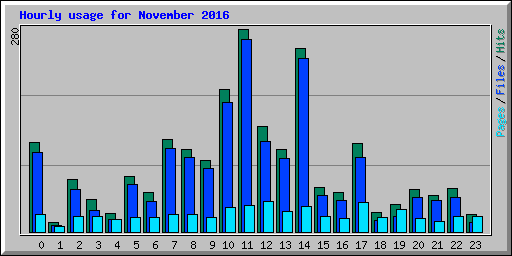 Hourly usage for November 2016
280
Pages/Files/Hits
0 1 2 3 4 5 6 7 8 9 10 11 12 13 14 15 16 17 18 19 20 21 22 23